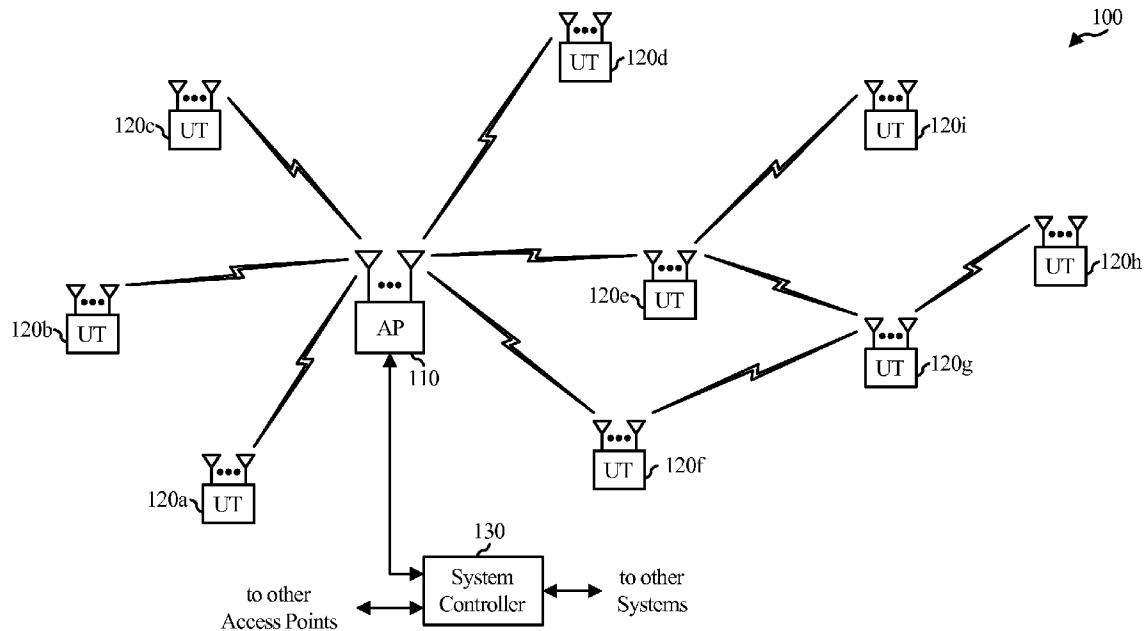 100
UT
120d
UT
120c
UT
120i
UT
120h
UT
120e
UT
120b
AP
110
UT
120g
UT
120f
UT
120a
130
System
Controller
to other
Access Points
to other
Systems